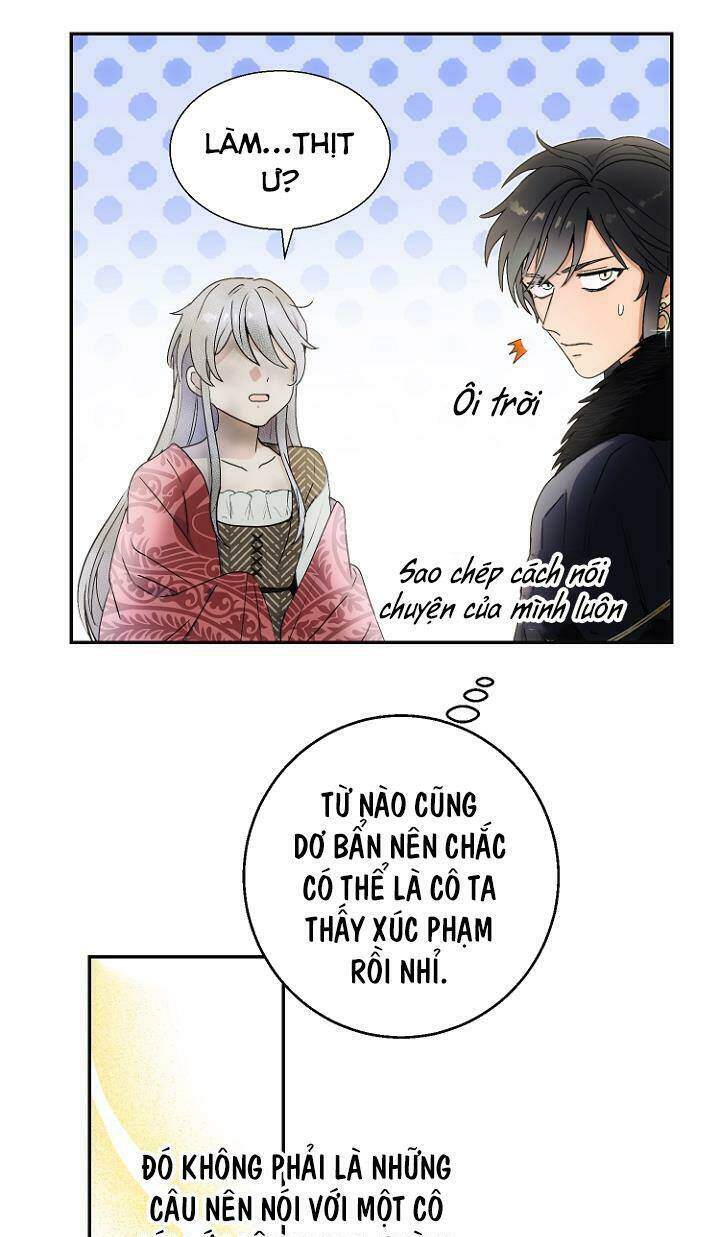 LÀM...THỊT
Ư?
Ôi trời
Sao chép cách nói
chuyện của mình luôn
TỪ NÀO CŨNG
DƠ BẨN NÊN CHẮC
CÓ THỂ LÀ CÔ TA
THẤY XÚC PHẠM
RỒI NHỈ.
ĐÓ KHÔNG PHẢI LÀ NHỮNG
CÂU NÊN NÓI VỚI MỘT CÔ